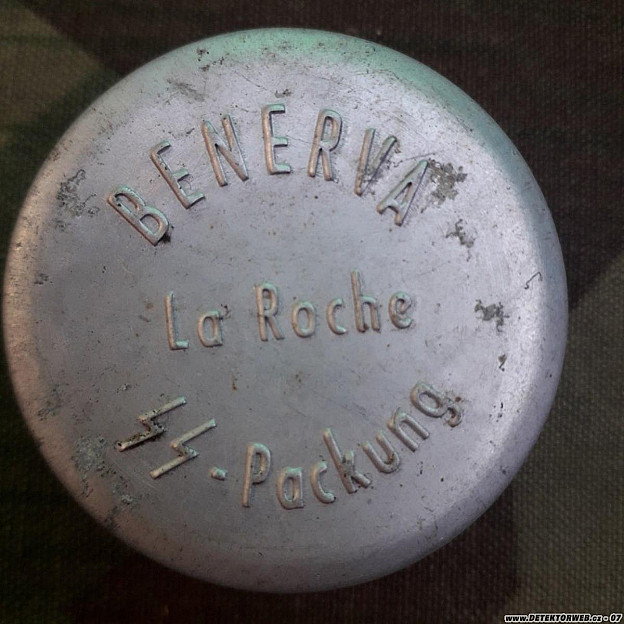 BENERVA
La Roche
ᛋᛋ-Packung
www.DETEKTORWEB.cz - 07